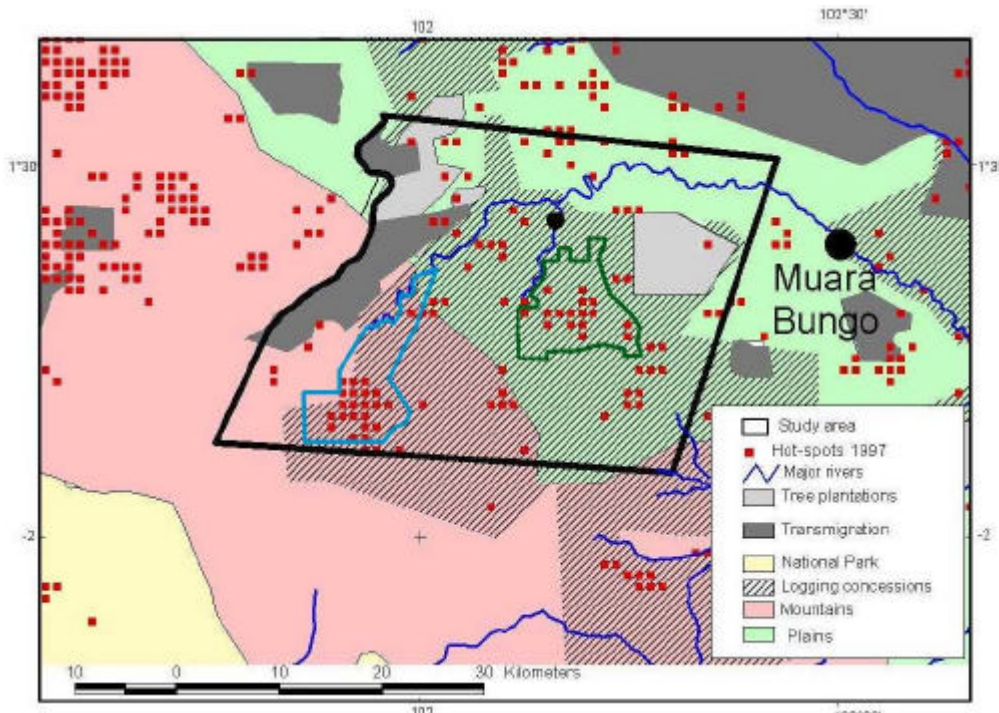 102
102°30'
1°30
1°3
Muara
Bungo
Study area
Hot-spots 1997
Major rivers
Tree plantations
Transmigration
National Park
Logging concessions
Mountains
Plains
-2
-2
10 0 10 20 30 Kilometers
102